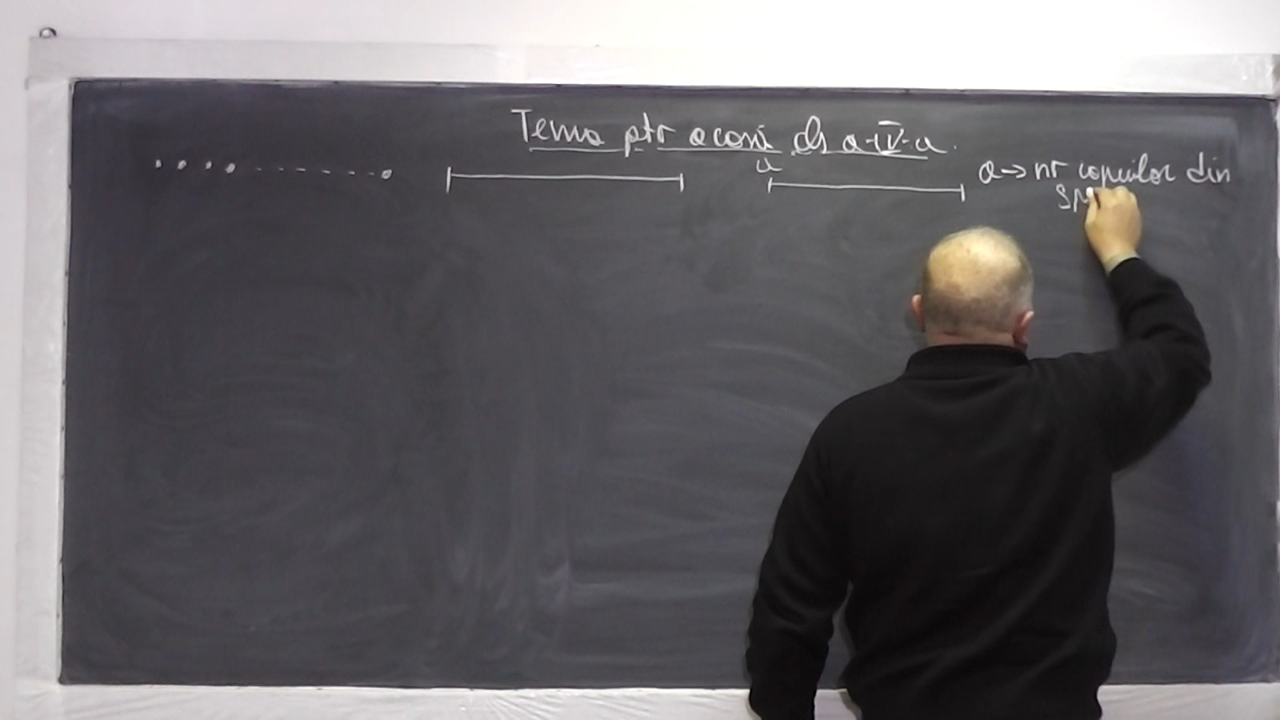 Tema ptr acasă cls a-IV-a.
a
a → nr copiilor din